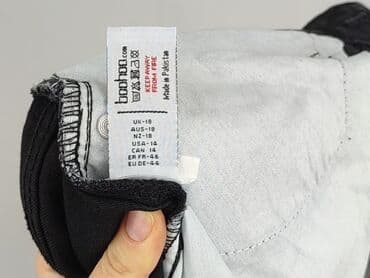 boohoo.com
KEEP AWAY
FROM FIRE
Made in Pakistan
UK-18
AUS-18
NZ-18
USA-14
CAN 14
ER FR-46
EU DE-44